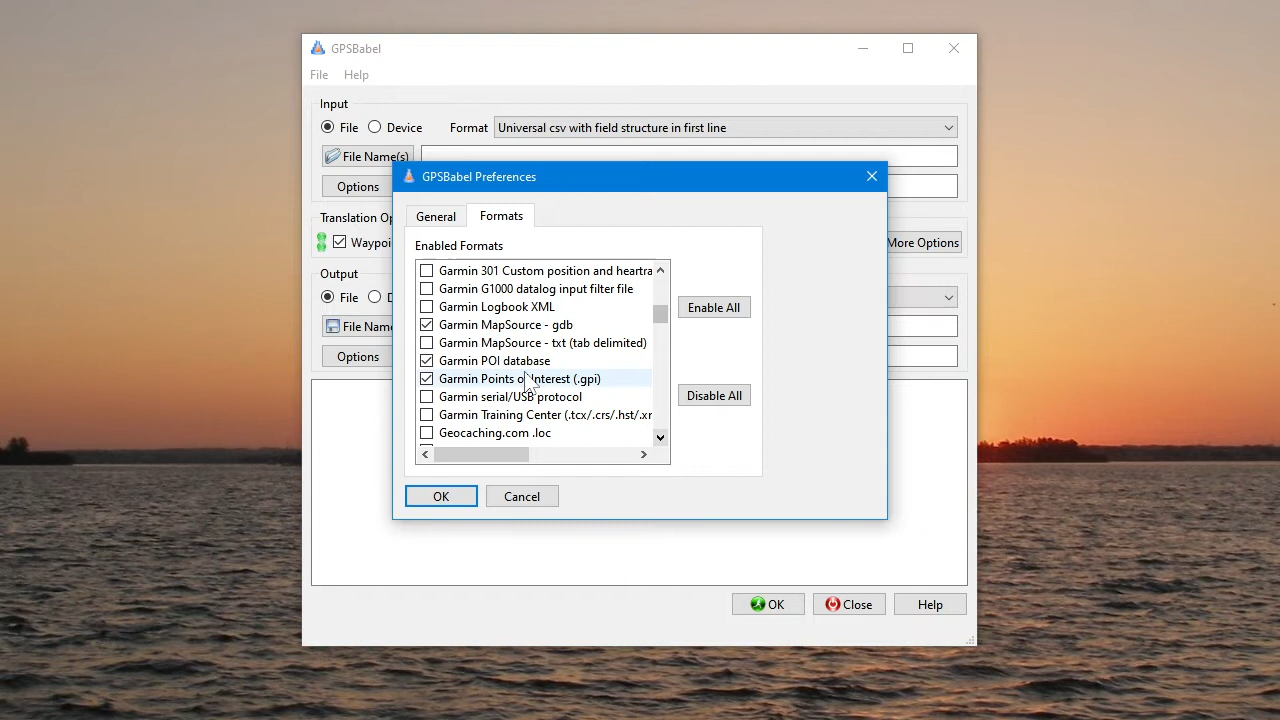 GPSBabel
File Help
Input
File Device Format Universal csv with field structure in first line
File Name(s)
Options
Translation Op
Waypoi
More Options
Output
File D
File Name
Options
GPSBabel Preferences
General Formats
Enabled Formats
Garmin 301 Custom position and heartra
Garmin G1000 datalog input filter file
Garmin Logbook XML
Garmin MapSource - gdb
Garmin MapSource - txt (tab delimited)
Garmin POI database
Garmin Points of Interest (.gpi)
Garmin serial/USB protocol
Garmin Training Center (.tcx/.crs/.hst/.xr
Geocaching.com .loc
Enable All
Disable All
OK Cancel
OK Close Help